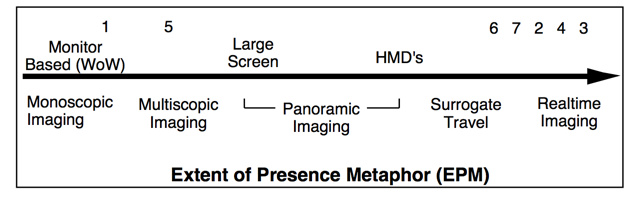 1 5 6 7 2 4 3
Monitor
Based (WoW)
Large
Screen
HMD's
Monoscopic
Imaging
Multiscopic
Imaging
Panoramic
Imaging
Surrogate
Travel
Realtime
Imaging
Extent of Presence Metaphor (EPM)